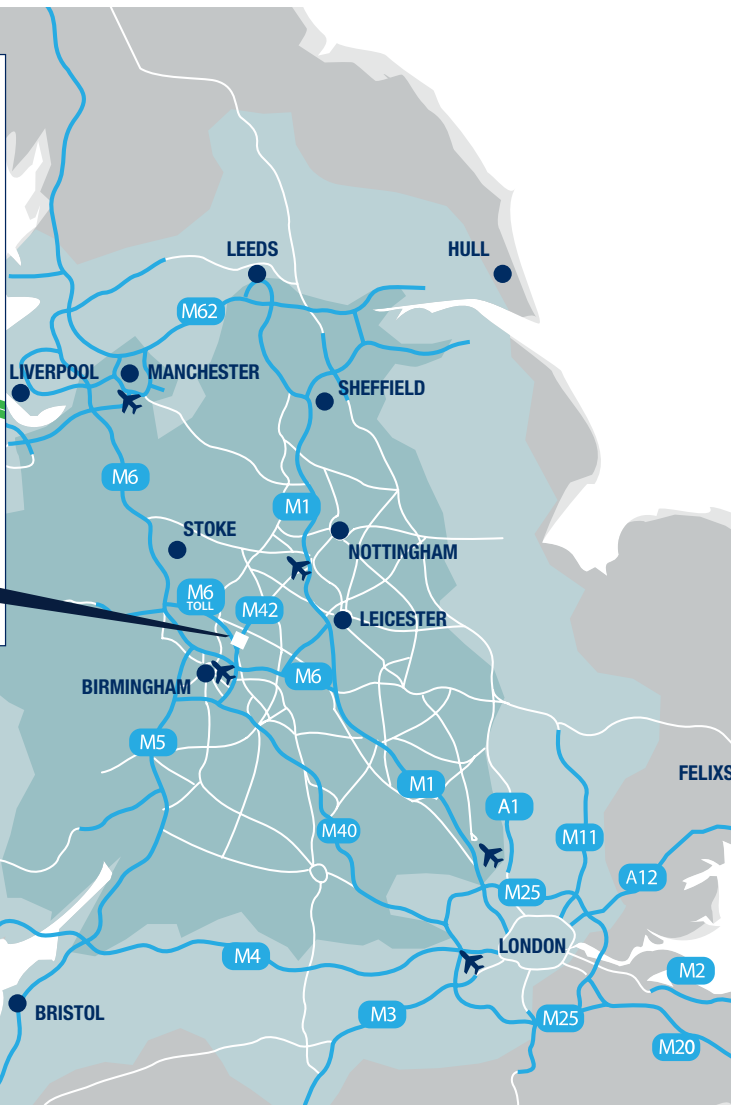 LEEDS
HULL
M62
LIVERPOOL
MANCHESTER
SHEFFIELD
M6
M1
STOKE
NOTTINGHAM
M6
TOLL
M42
LEICESTER
M6
BIRMINGHAM
M5
FELIXS
M1
A1
M40
M11
A12
M25
LONDON
M4
M2
M3
M25
BRISTOL
M20